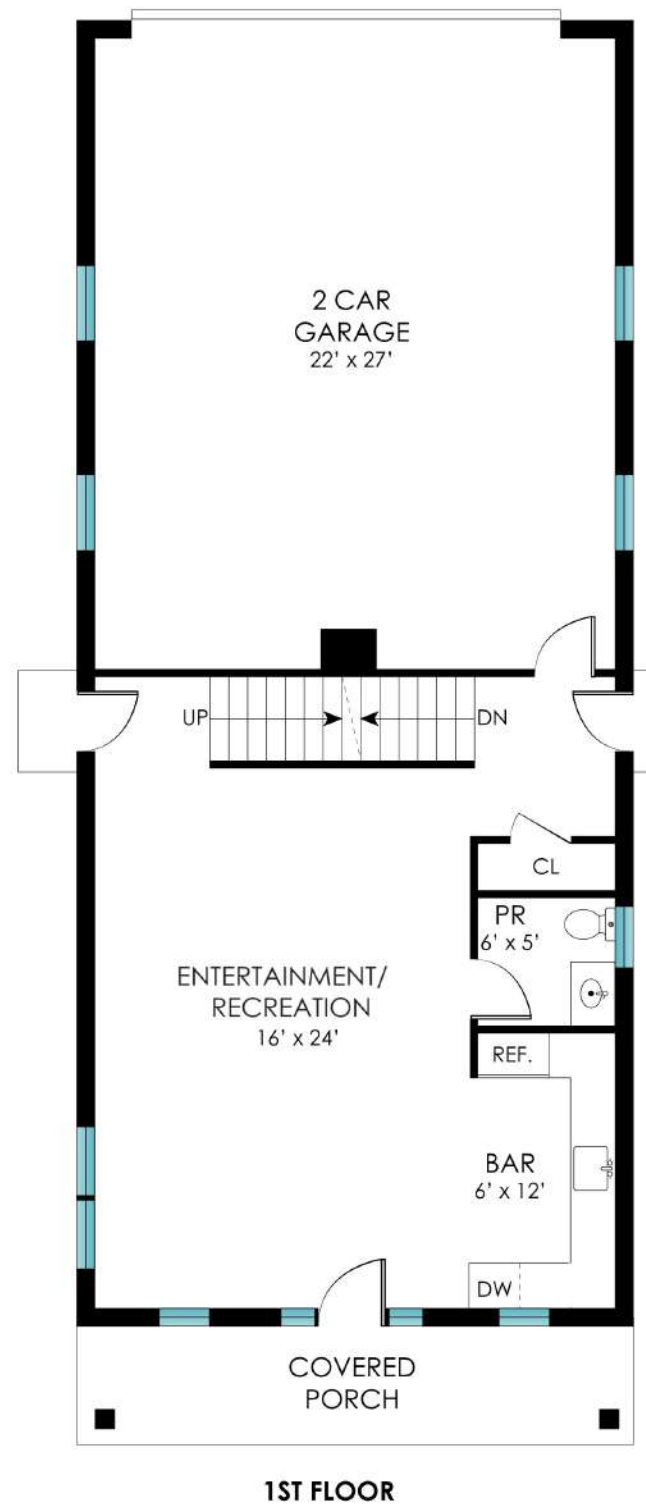 2 CAR
GARAGE
22' x 27'
UP
DN
CL
PR
6' x 5'
ENTERTAINMENT/
RECREATION
16' x 24'
REF.
BAR
6' x 12'
DW
COVERED
PORCH
1ST FLOOR